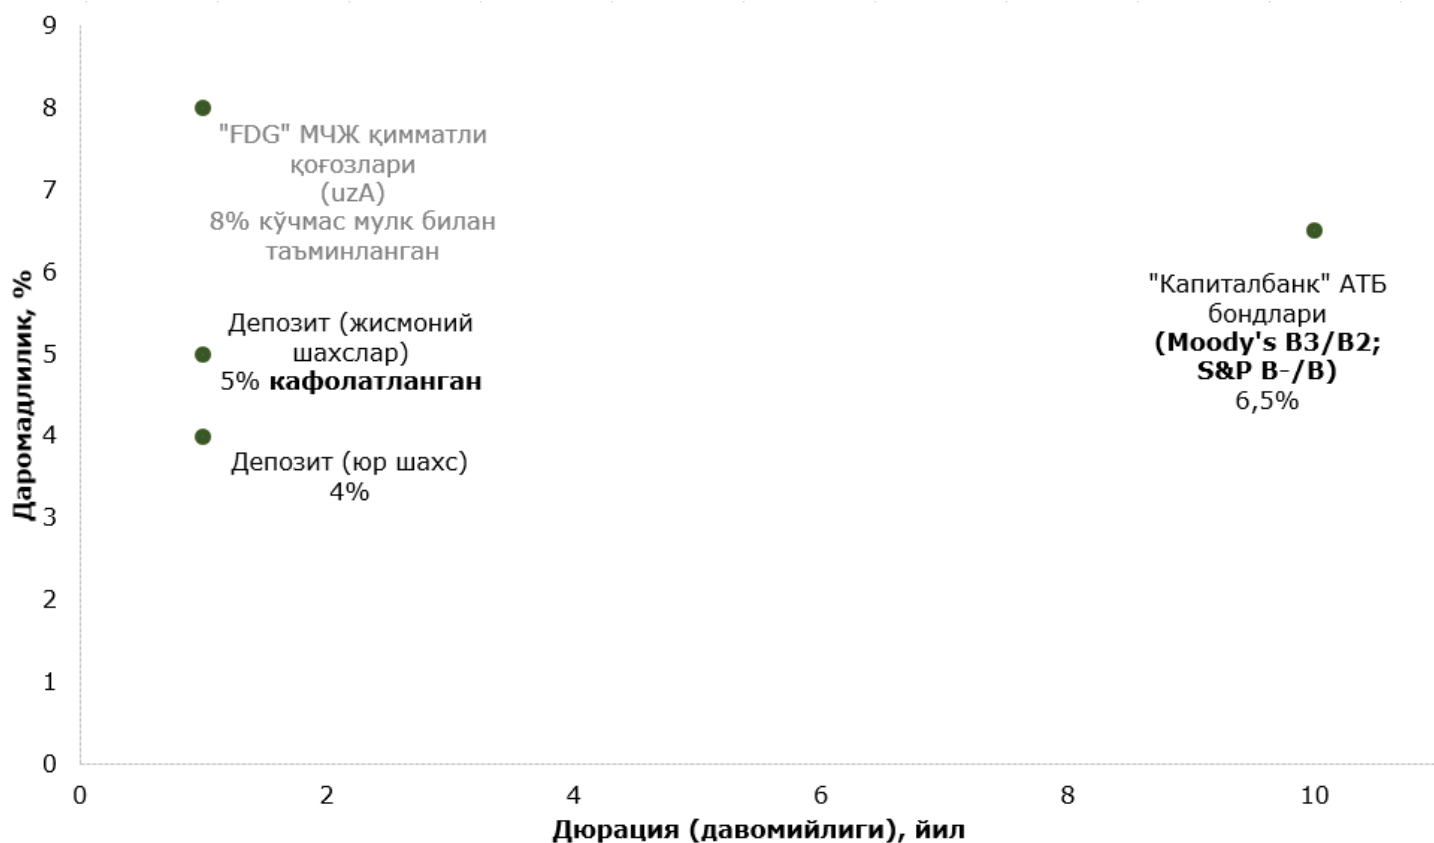 9
8
"FDG" МЧЖ қимматли
қоғозлари
(uzA)
8% кўчмас мулк билан
таъминланган
7
6
"Капиталбанк" АТБ
бондлари
(Moody's B3/B2;
S&P B-/B)
6,5%
Даромадлилик, %
Депозит (жисмоний
шахслар)
5% кафолатланган
5
4
Депозит (юр шахс)
4%
3
2
1
0
0 2 4 6 8 10
Дюрация (давомийлиги), йил